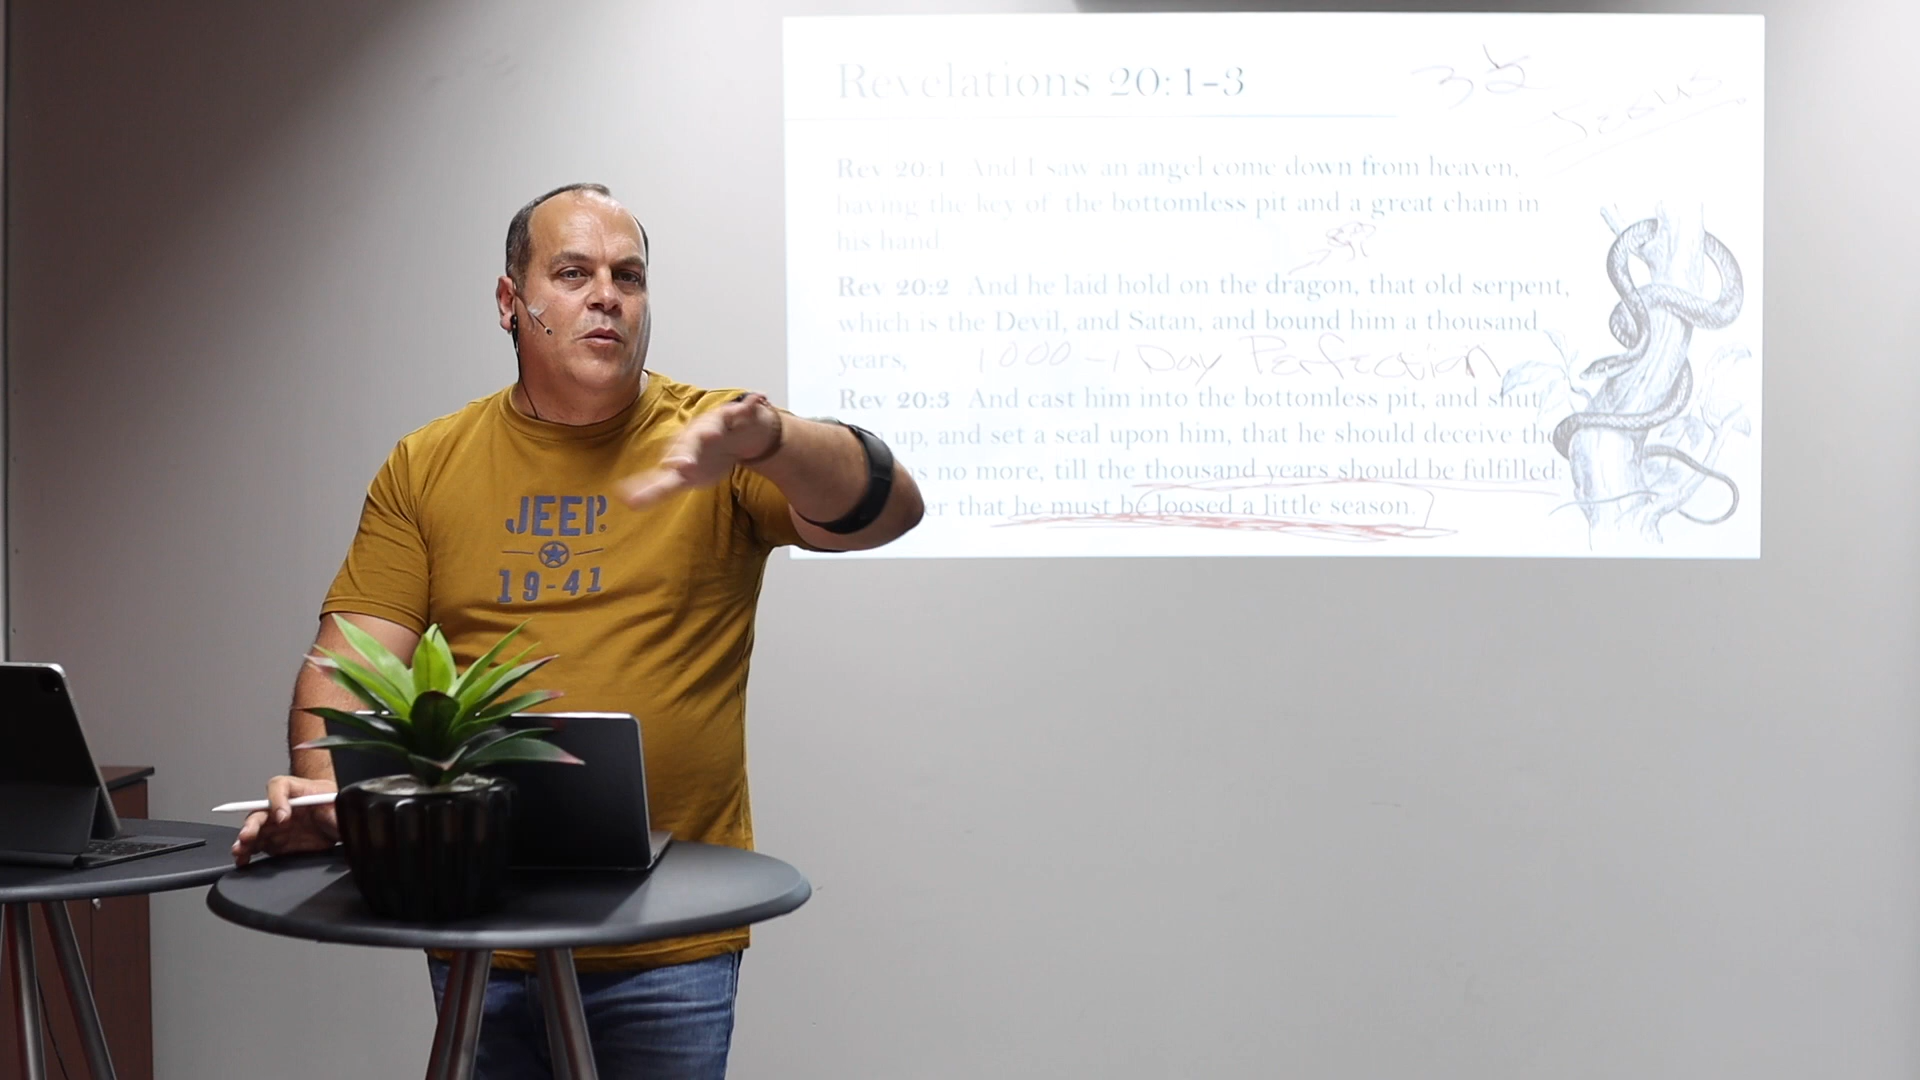 Revelations 20:1-3
3 1/2
Jesus
Rev 20:1 And I saw an angel come down from heaven,
having the key of the bottomless pit and a great chain in
his hand.
Rev 20:2 And he laid hold on the dragon, that old serpent,
which is the Devil, and Satan, and bound him a thousand
years,
1000 - 1 Day Perfection
Rev 20:3 And cast him into the bottomless pit, and shut
up, and set a seal upon him, that he should deceive the
no more, till the thousand years should be fulfilled:
that he must be loosed a little season.
JEEP®
19-41